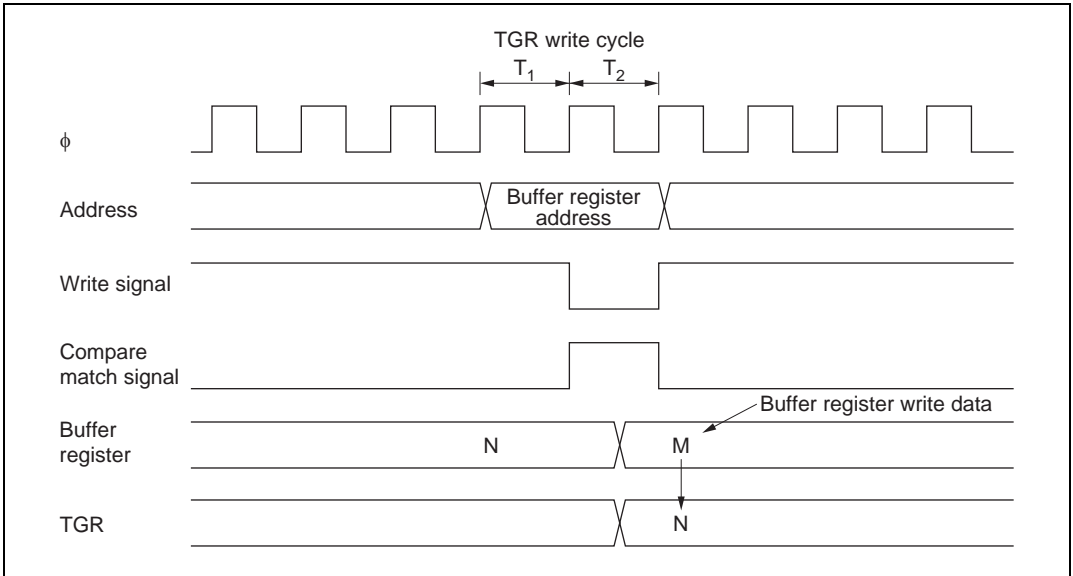 TGR write cycle
T1 T2
ϕ
Address
Buffer register
address
Write signal
Compare
match signal
Buffer register write data
Buffer
register
N
M
TGR
N